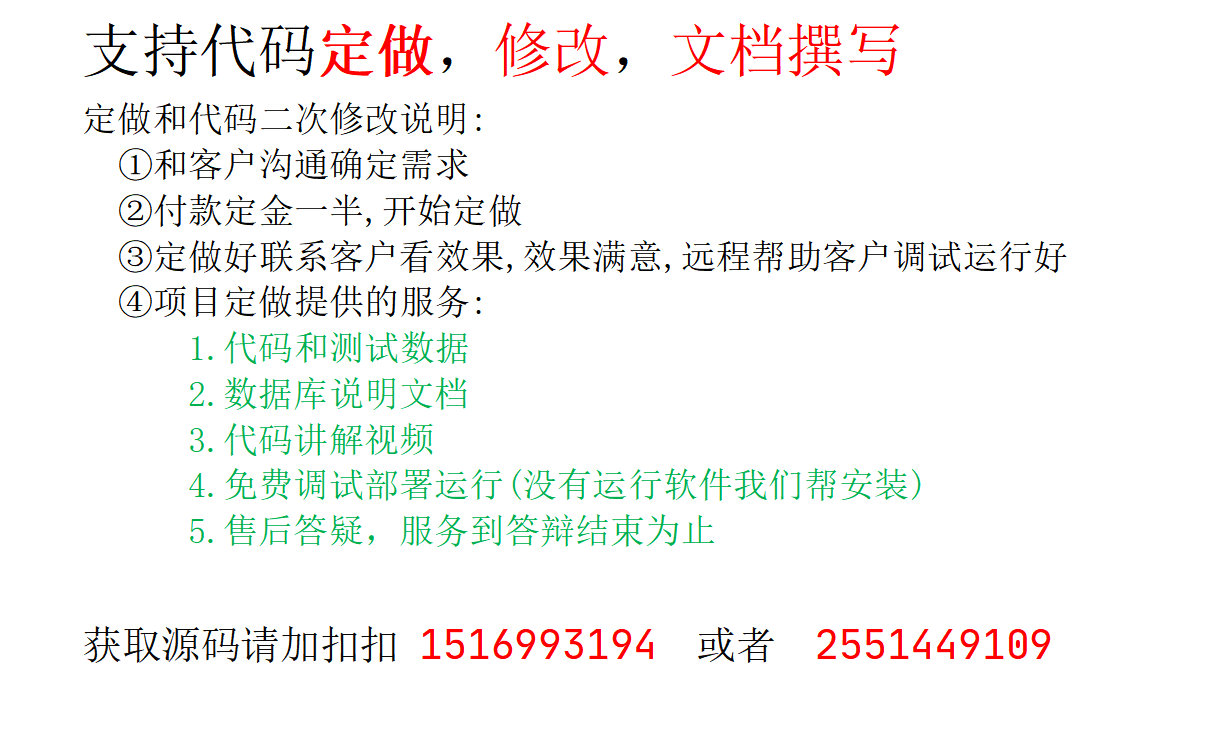 支持代码定做，修改，文档撰写
定做和代码二次修改说明:
①和客户沟通确定需求
②付款定金一半,开始定做
③定做好联系客户看效果,效果满意,远程帮助客户调试运行好
④项目定做提供的服务:
1.代码和测试数据
2.数据库说明文档
3.代码讲解视频
4.免费调试部署运行(没有运行软件我们帮安装)
5.售后答疑，服务到答辩结束为止
获取源码请加扣扣 1516993194 或者 2551449109